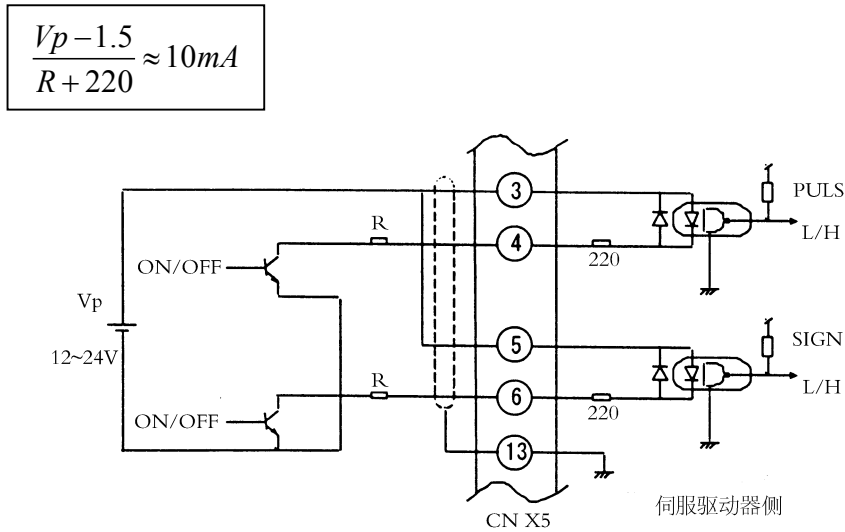 Vp−1.5
R+220
≈10mA
3
PULS
R
4
L/H
ON/OFF
220
Vp
12~24V
5
SIGN
R
6
L/H
ON/OFF
220
13
伺服驱动器侧
CN X5